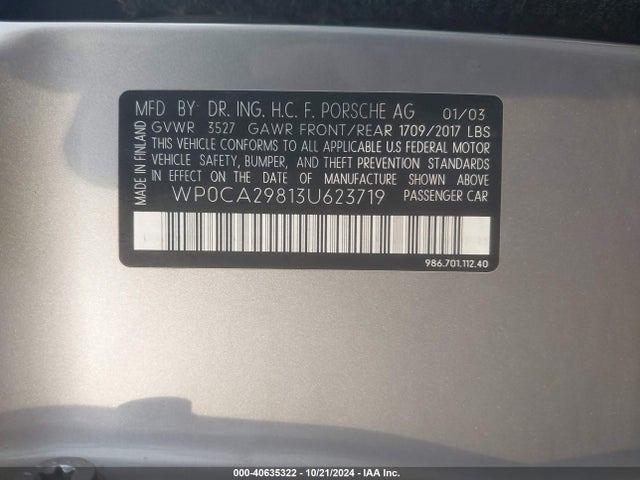 MFD BY DR. ING. H.C. F. PORSCHE AG 01/03
GVWR 3527 GAWR FRONT/REAR 1709/2017 LBS
THIS VEHICLE CONFORMS TO ALL APPLICABLE U.S FEDERAL MOTOR
VEHICLE SAFETY, BUMPER, AND THEFT PREVENTION STANDARDS
IN EFFECT ON THE DATE OF MANUFACTURE SHOWN ABOVE
WP0CA29813U623719 PASSENGER CAR
MADE IN FINLAND
986.701.112.40
000-40635322 | 10/21/2024 | IAA Inc.